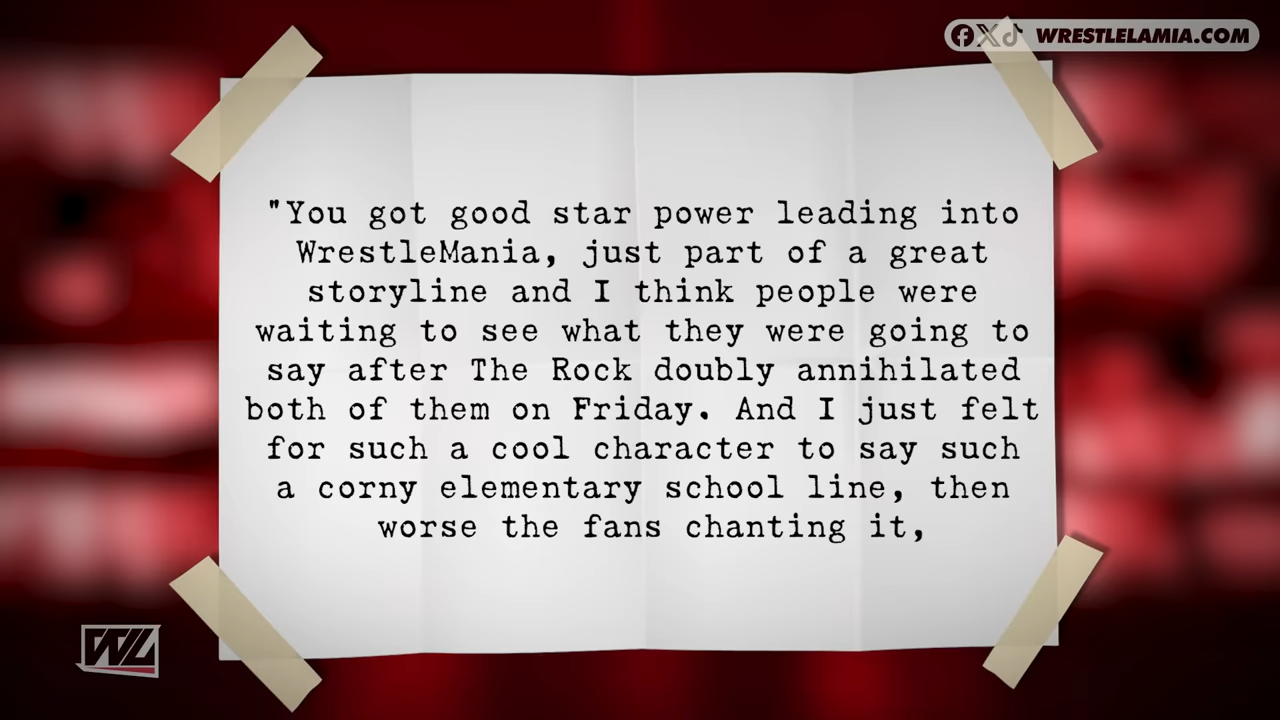 WRESTLELAMIA.COM
"You got good star power leading into
WrestleMania, just part of a great
storyline and I think people were
waiting to see what they were going to
say after The Rock doubly annihilated
both of them on Friday. And I just felt
for such a cool character to say such
a corny elementary school line, then
worse the fans chanting it,
WL